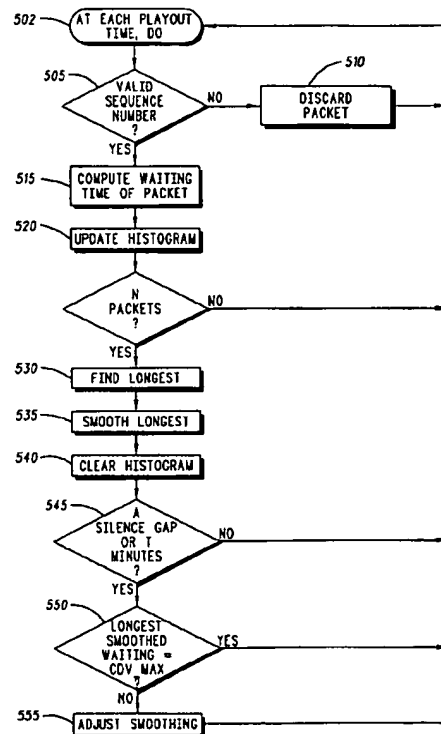 502
AT EACH PLAYOUT
TIME, DO
505
VALID
SEQUENCE
NUMBER
?
NO
510
DISCARD
PACKET
YES
515
COMPUTE WAITING
TIME OF PACKET
520
UPDATE HISTOGRAM
N
PACKETS
?
NO
YES
530
FIND LONGEST
535
SMOOTH LONGEST
540
CLEAR HISTOGRAM
545
A
SILENCE GAP
OR T
MINUTES
?
NO
YES
550
LONGEST
SMOOTHED
WAITING =
CDV_MAX
?
YES
NO
555
ADJUST SMOOTHING